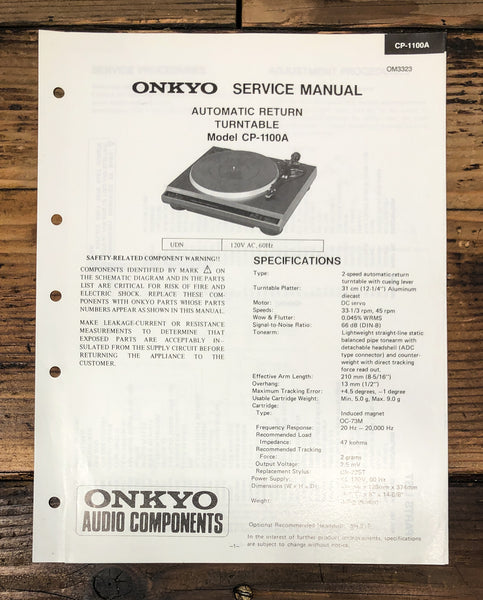 CP-1100A
OM3323
ONKYO SERVICE MANUAL
AUTOMATIC RETURN
TURNTABLE
Model CP-1100A
UDN 120V AC, 60Hz
SAFETY-RELATED COMPONENT WARNING!!
COMPONENTS IDENTIFIED BY MARK ⚠ ON
THE SCHEMATIC DIAGRAM AND IN THE PARTS
LIST ARE CRITICAL FOR RISK OF FIRE AND
ELECTRIC SHOCK. REPLACE THESE COM-
PONENTS WITH ONKYO PARTS WHOSE PARTS
NUMBERS APPEAR AS SHOWN IN THIS MANUAL.
MAKE LEAKAGE-CURRENT OR RESISTANCE
MEASUREMENTS TO DETERMINE THAT
EXPOSED PARTS ARE ACCEPTABLY IN-
SULATED FROM THE SUPPLY CIRCUIT BEFORE
RETURNING THE APPLIANCE TO THE
CUSTOMER.
SPECIFICATIONS
Type: 2-speed automatic-return
turntable with cueing lever
Turntable Platter: 31 cm (12-1/4") Aluminum
diecast
Motor: DC servo
Speeds: 33-1/3 rpm, 45 rpm
Wow & Flutter: 0.045% WRMS
Signal-to-Noise Ratio: 66 dB (DIN-B)
Tonearm: Lightweight straight-line static
balanced pipe tonearm with
detachable headshell (ADC
type connector) and counter-
weight with direct tracking
force read out.
Effective Arm Length: 210 mm (8-5/16")
Overhang: 13 mm (1/2")
Maximum Tracking Error: +4.5 degrees, −1 degree
Usable Cartridge Weight: Min. 5.0 g, Max. 9.0 g
Cartridge:
Type: Induced magnet
OC-73M
Frequency Response: 20 Hz – 20,000 Hz
Recommended Load
Impedance: 47 kohms
Recommended Tracking
Force: 2 grams
Output Voltage: 2.5 mV
Replacement Stylus:
Power Supply: 120V, 60 Hz
Dimensions (W × H × D):
Weight:
Optional Recommended
In the interest of further product improvements, specifications
are subject to change without notice.
ONKYO
AUDIO COMPONENTS
–1–